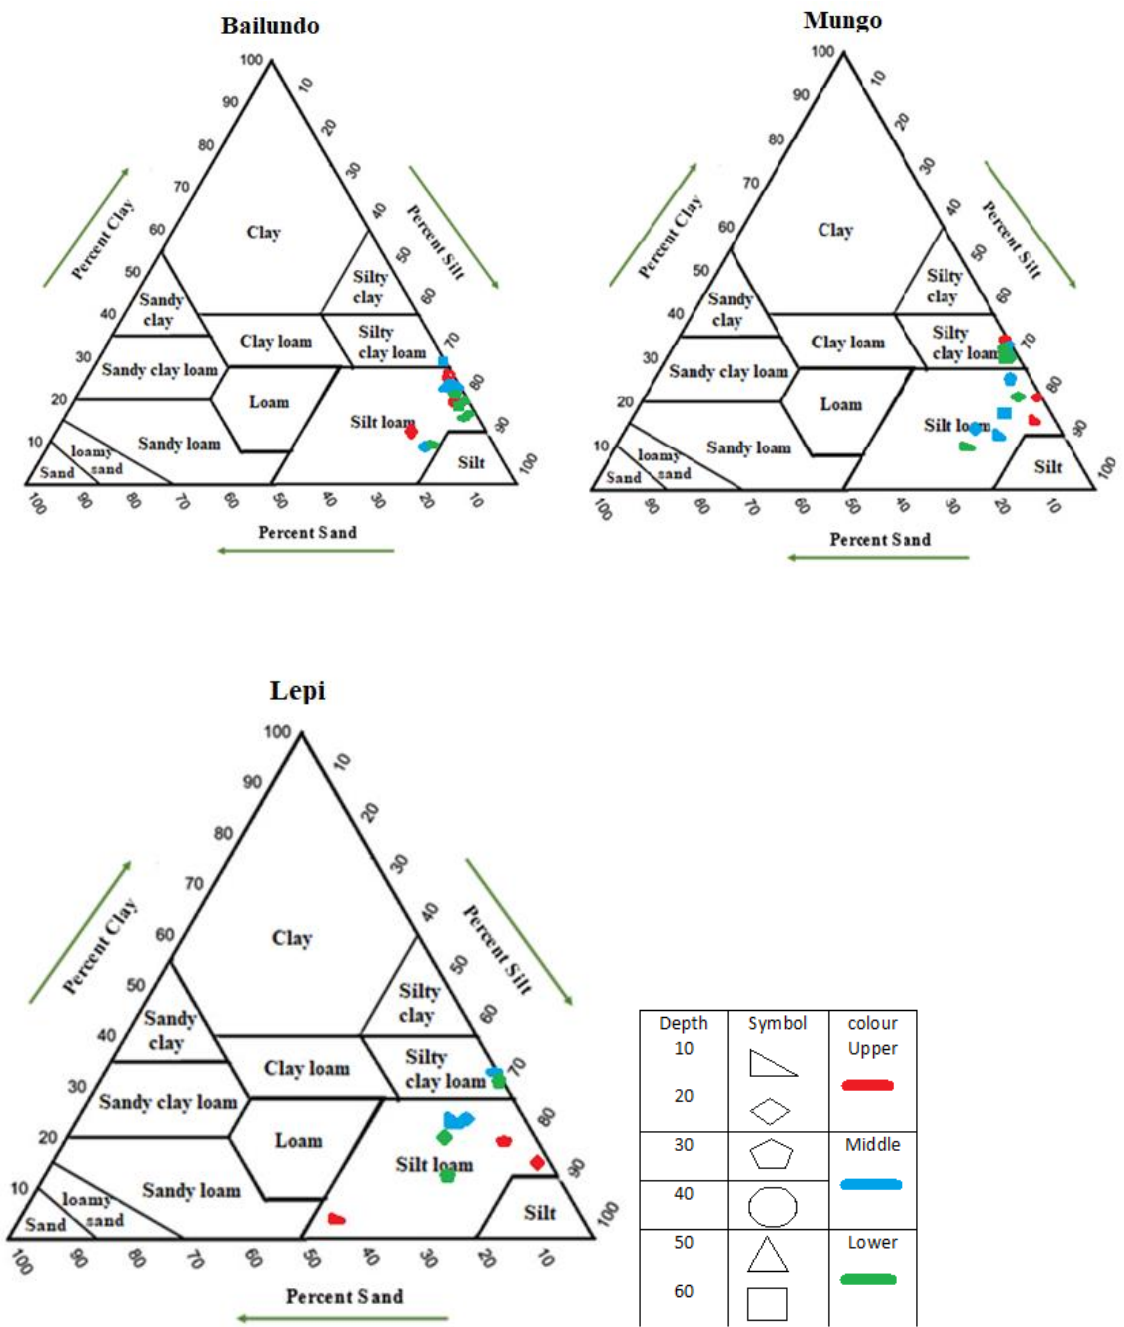 Bailundo
100
90
80
70
60
50
40
30
20
10
10
20
30
40
50
60
70
80
90
100
Percent Clay
Percent Silt
Clay
Silty
clay
Sandy
clay
Clay loam
Silty
clay loam
Sandy clay loam
Loam
Silt loam
Sandy loam
loamy
sand
Sand
Silt
100
90
80
70
60
50
40
30
20
10
Percent Sand
Mungo
100
90
80
70
60
50
40
30
20
10
10
20
30
40
50
60
70
80
90
100
Percent Clay
Percent Silt
Clay
Silty
clay
Sandy
clay
Clay loam
Silty
clay loam
Sandy clay loam
Loam
Silt loam
Sandy loam
loamy
sand
Sand
Silt
100
90
80
70
60
50
40
30
20
10
Percent Sand
Lepi
100
90
80
70
60
50
40
30
20
10
10
20
30
40
50
60
70
80
90
100
Percent Clay
Percent Silt
Clay
Silty
clay
Sandy
clay
Clay loam
Silty
clay loam
Sandy clay loam
Loam
Silt loam
Sandy loam
loamy
sand
Sand
Silt
100
90
80
70
60
50
40
30
20
10
Percent Sand
Depth Symbol colour
10 Upper
20
30 Middle
40
50 Lower
60